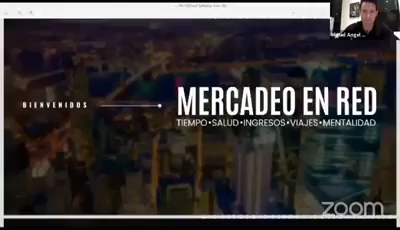 BIENVENIDOS
MERCADEO EN RED
TIEMPO•SALUD•INGRESOS•VIAJES•MENTALIDAD
zoom